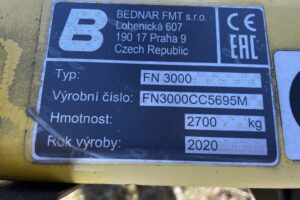 B
BEDNAR FMT s.r.o.
Lohenická 607
190 17 Praha 9
Czech Republic
CE
EAC
Typ: FN 3000
Výrobní číslo: FN3000CC5695M
Hmotnost: 2700 kg
Rok výroby: 2020